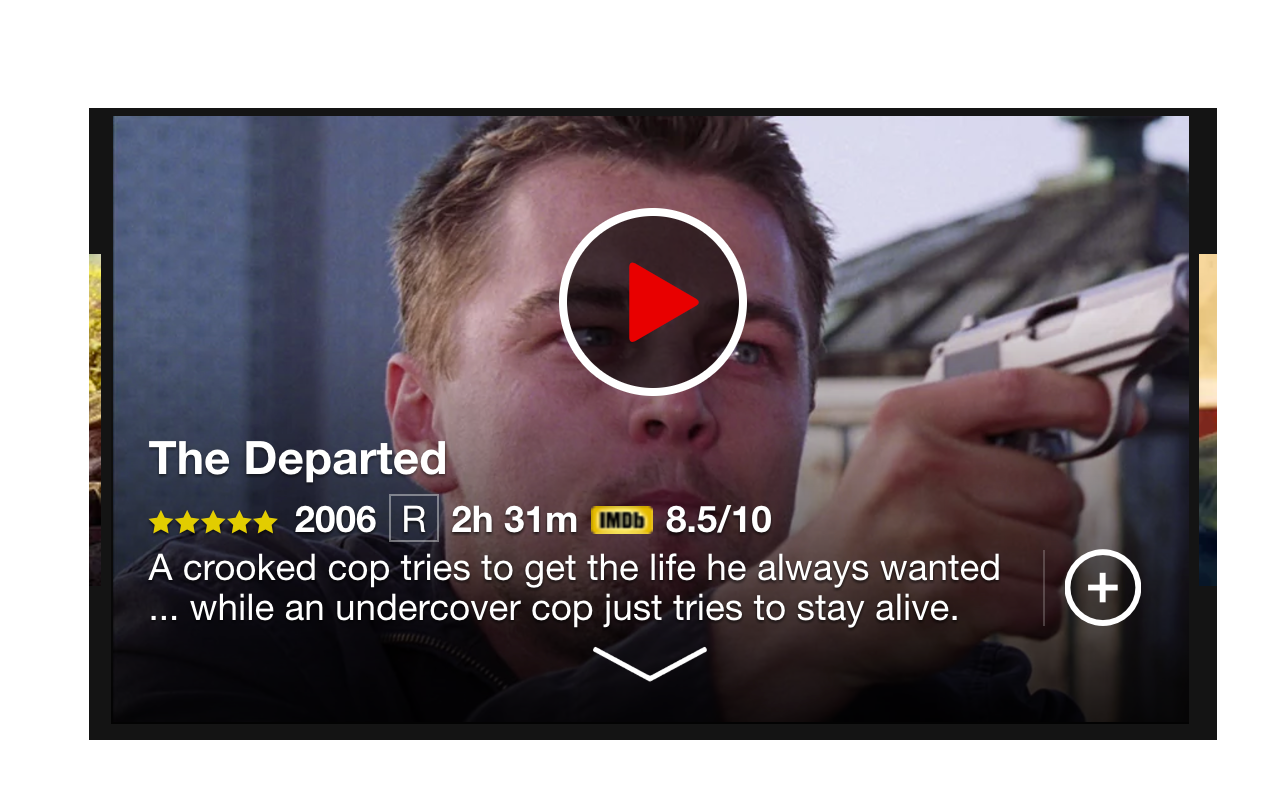 The Departed
2006 R 2h 31m IMDb 8.5/10
A crooked cop tries to get the life he always wanted
... while an undercover cop just tries to stay alive.